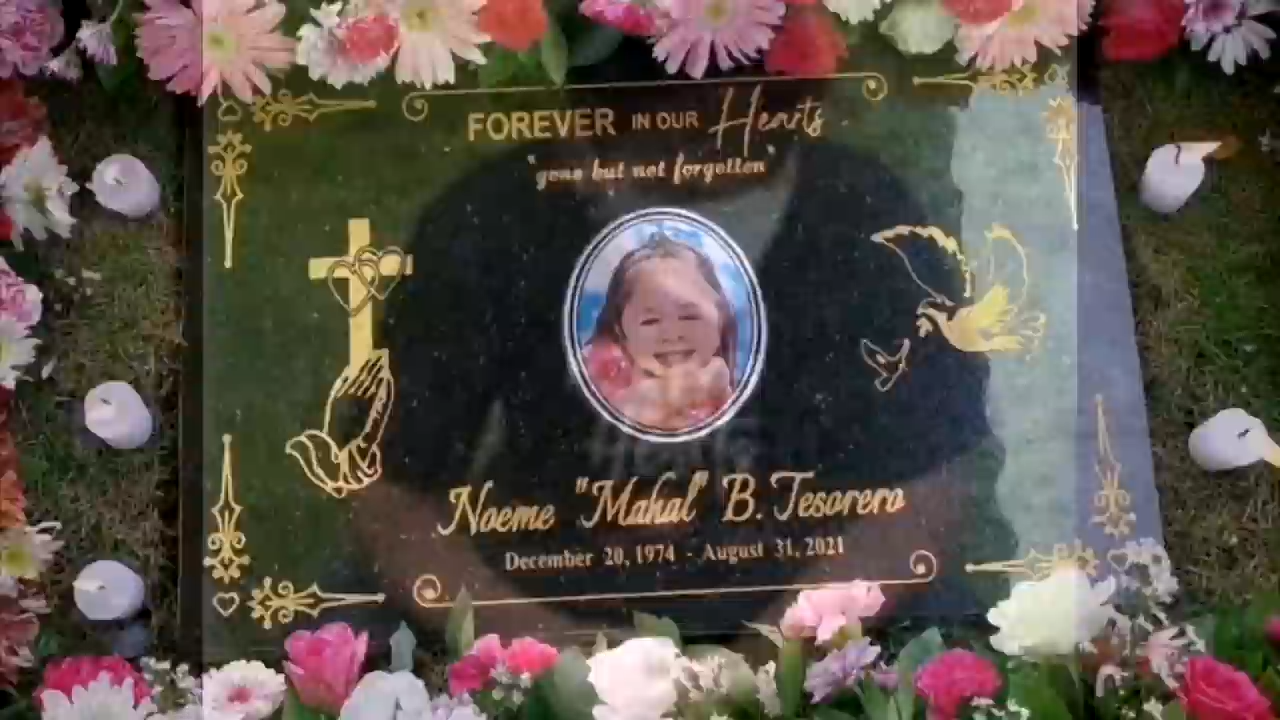 FOREVER IN OUR Hearts
"gone but not forgotten"
Noeme "Mahal" B. Tesorero
December 20, 1974 - August 31, 2021